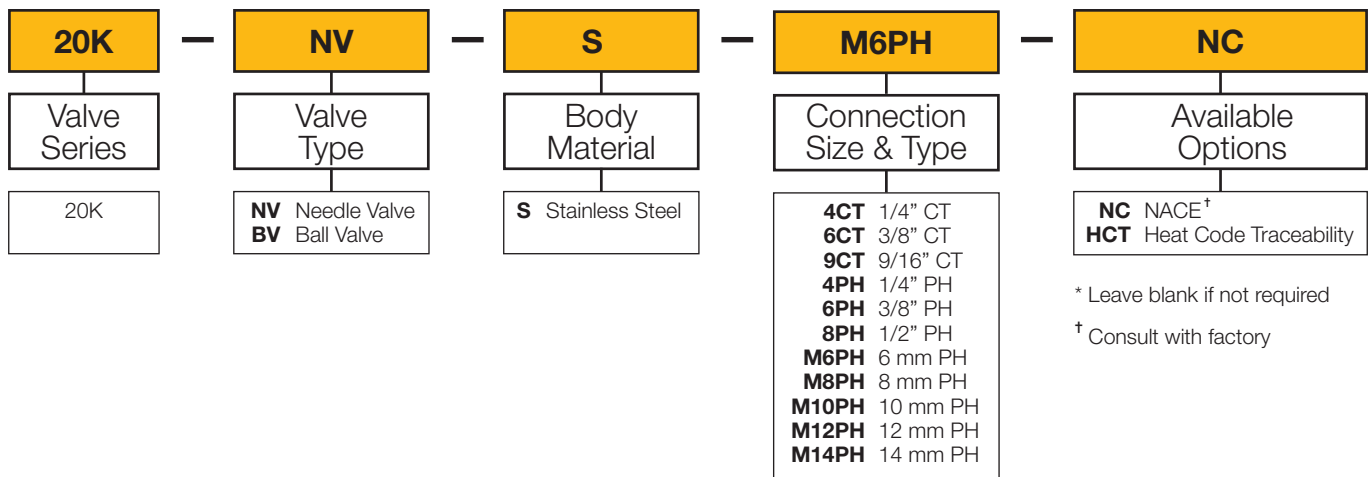 20K — NV — S — M6PH — NC
Valve
Series
Valve
Type
Body
Material
Connection
Size & Type
Available
Options
20K
NV Needle Valve
BV Ball Valve
S Stainless Steel
4CT 1/4” CT
6CT 3/8” CT
9CT 9/16” CT
4PH 1/4” PH
6PH 3/8” PH
8PH 1/2” PH
M6PH 6 mm PH
M8PH 8 mm PH
M10PH 10 mm PH
M12PH 12 mm PH
M14PH 14 mm PH
NC NACE†
HCT Heat Code Traceability
* Leave blank if not required
† Consult with factory